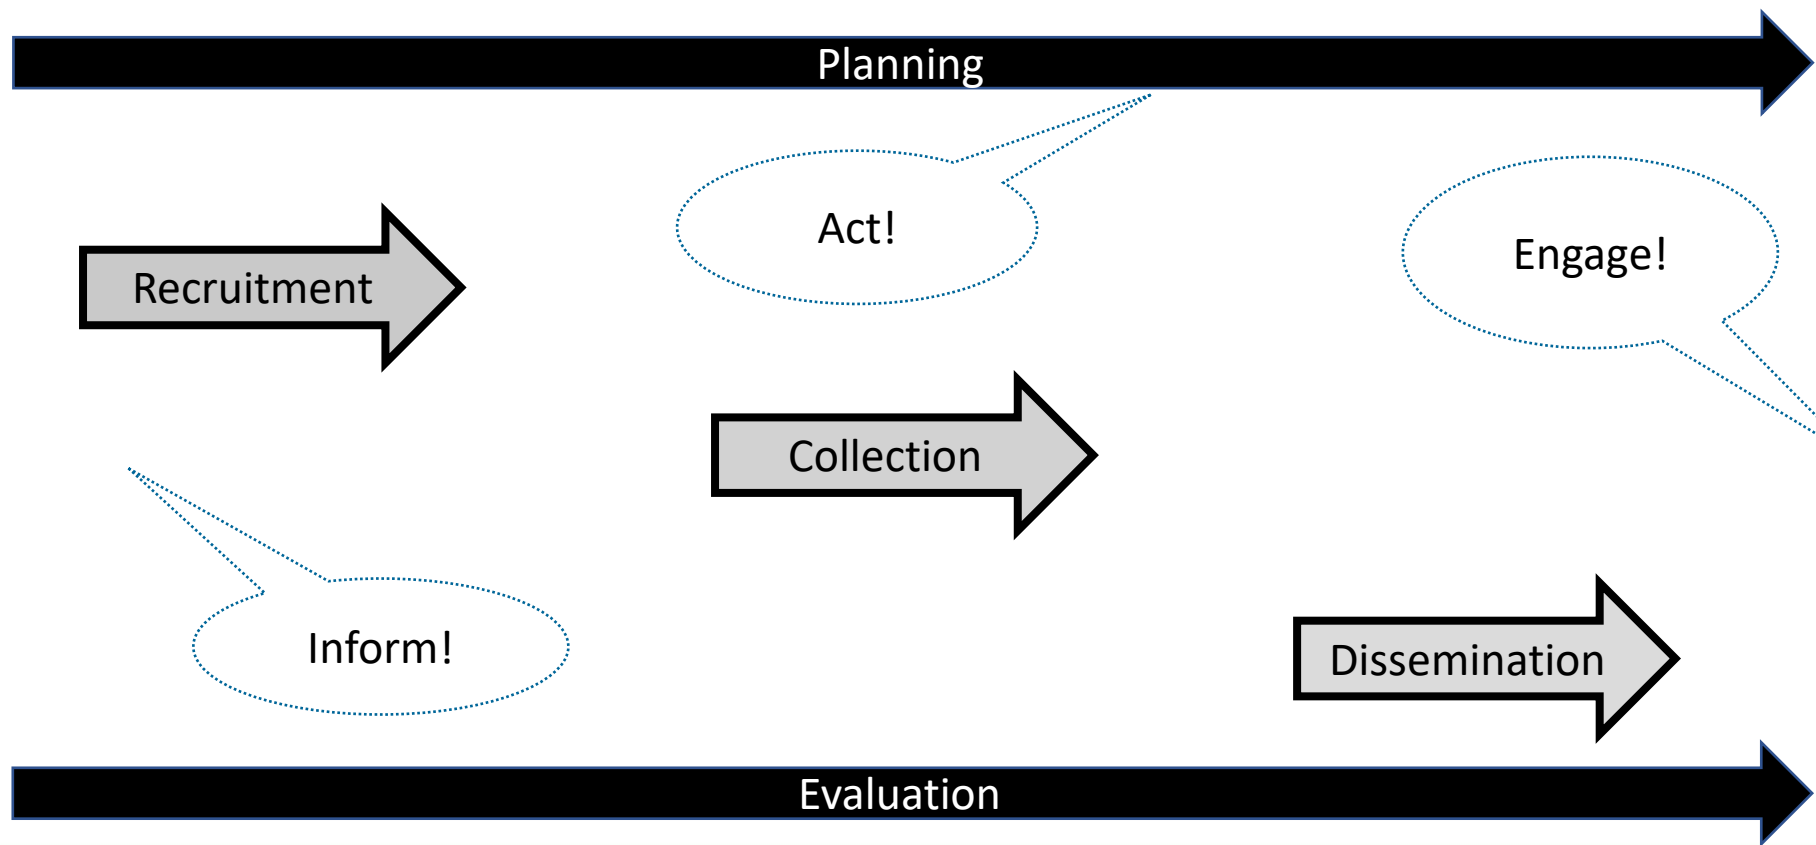 Planning
Act!
Engage!
Recruitment
Collection
Inform!
Dissemination
Evaluation